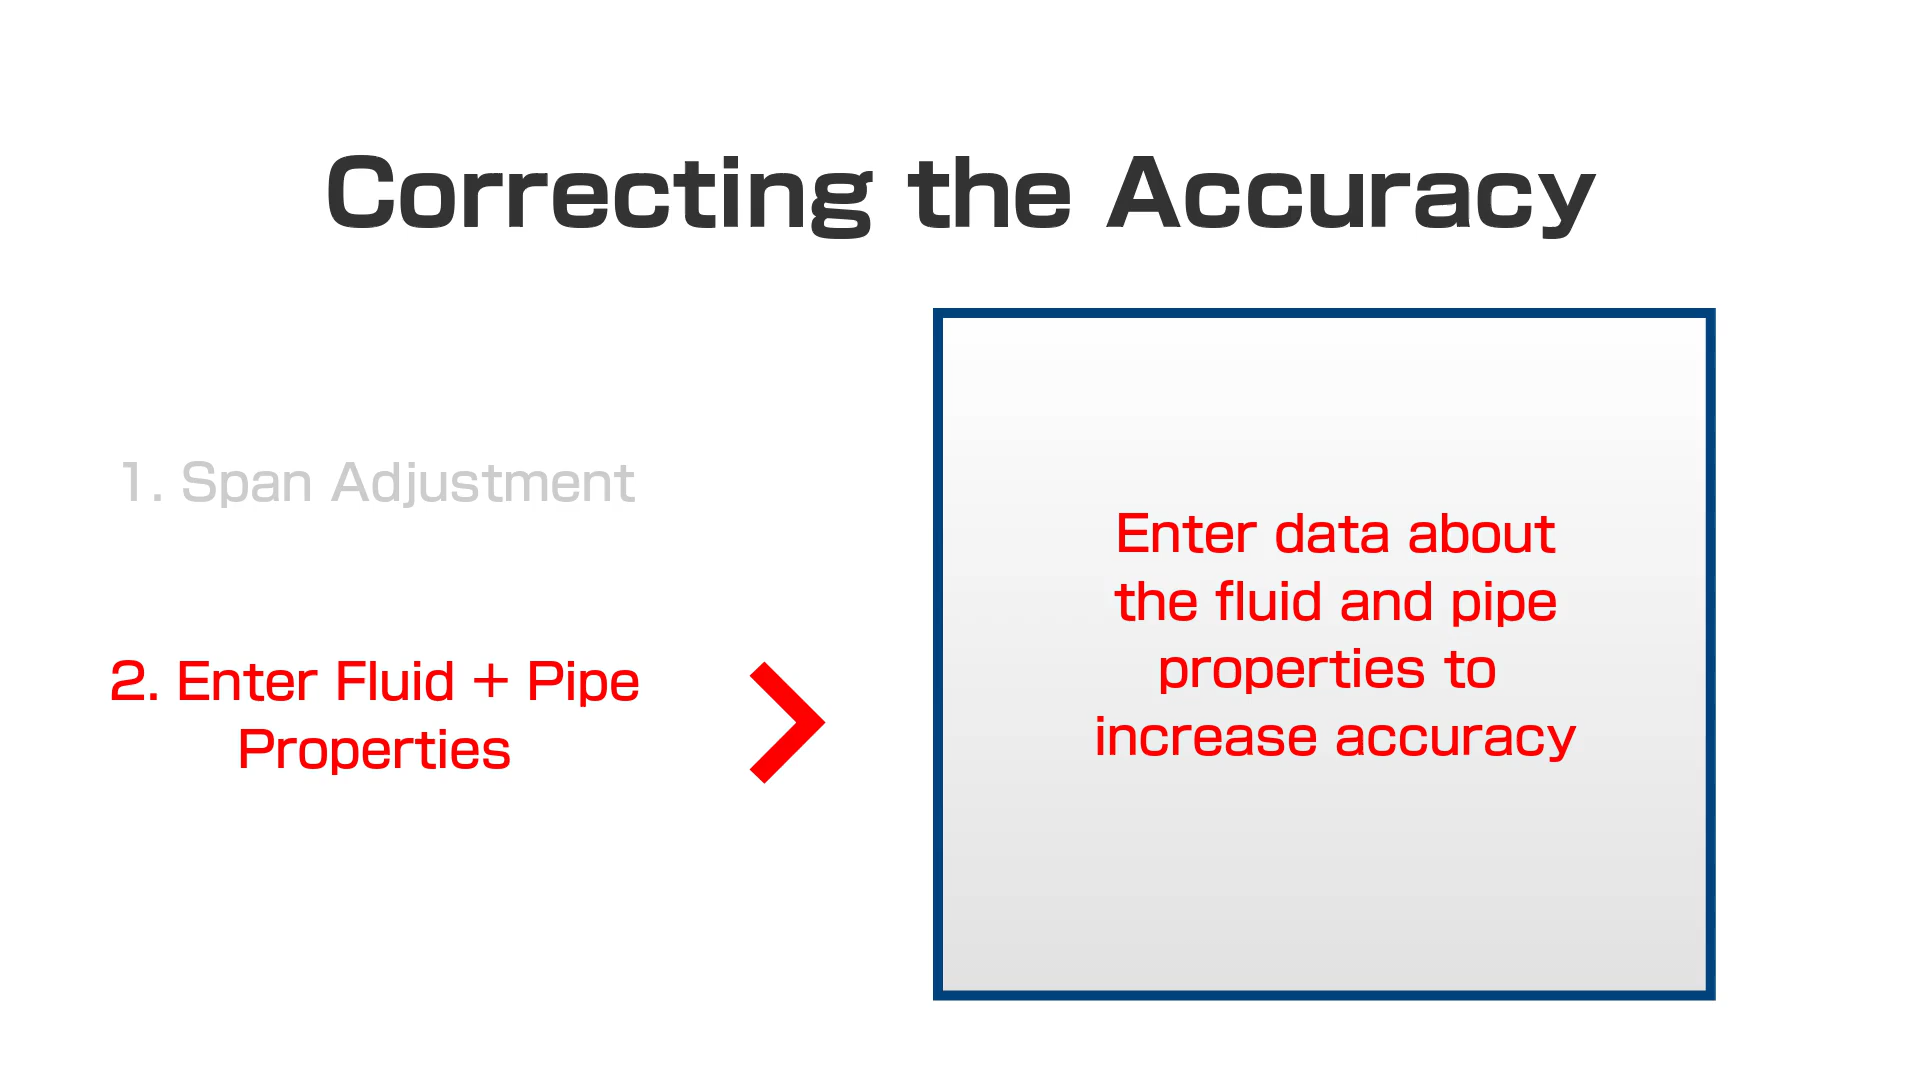 Correcting the Accuracy
1. Span Adjustment
2. Enter Fluid + Pipe
Properties
Enter data about
the fluid and pipe
properties to
increase accuracy